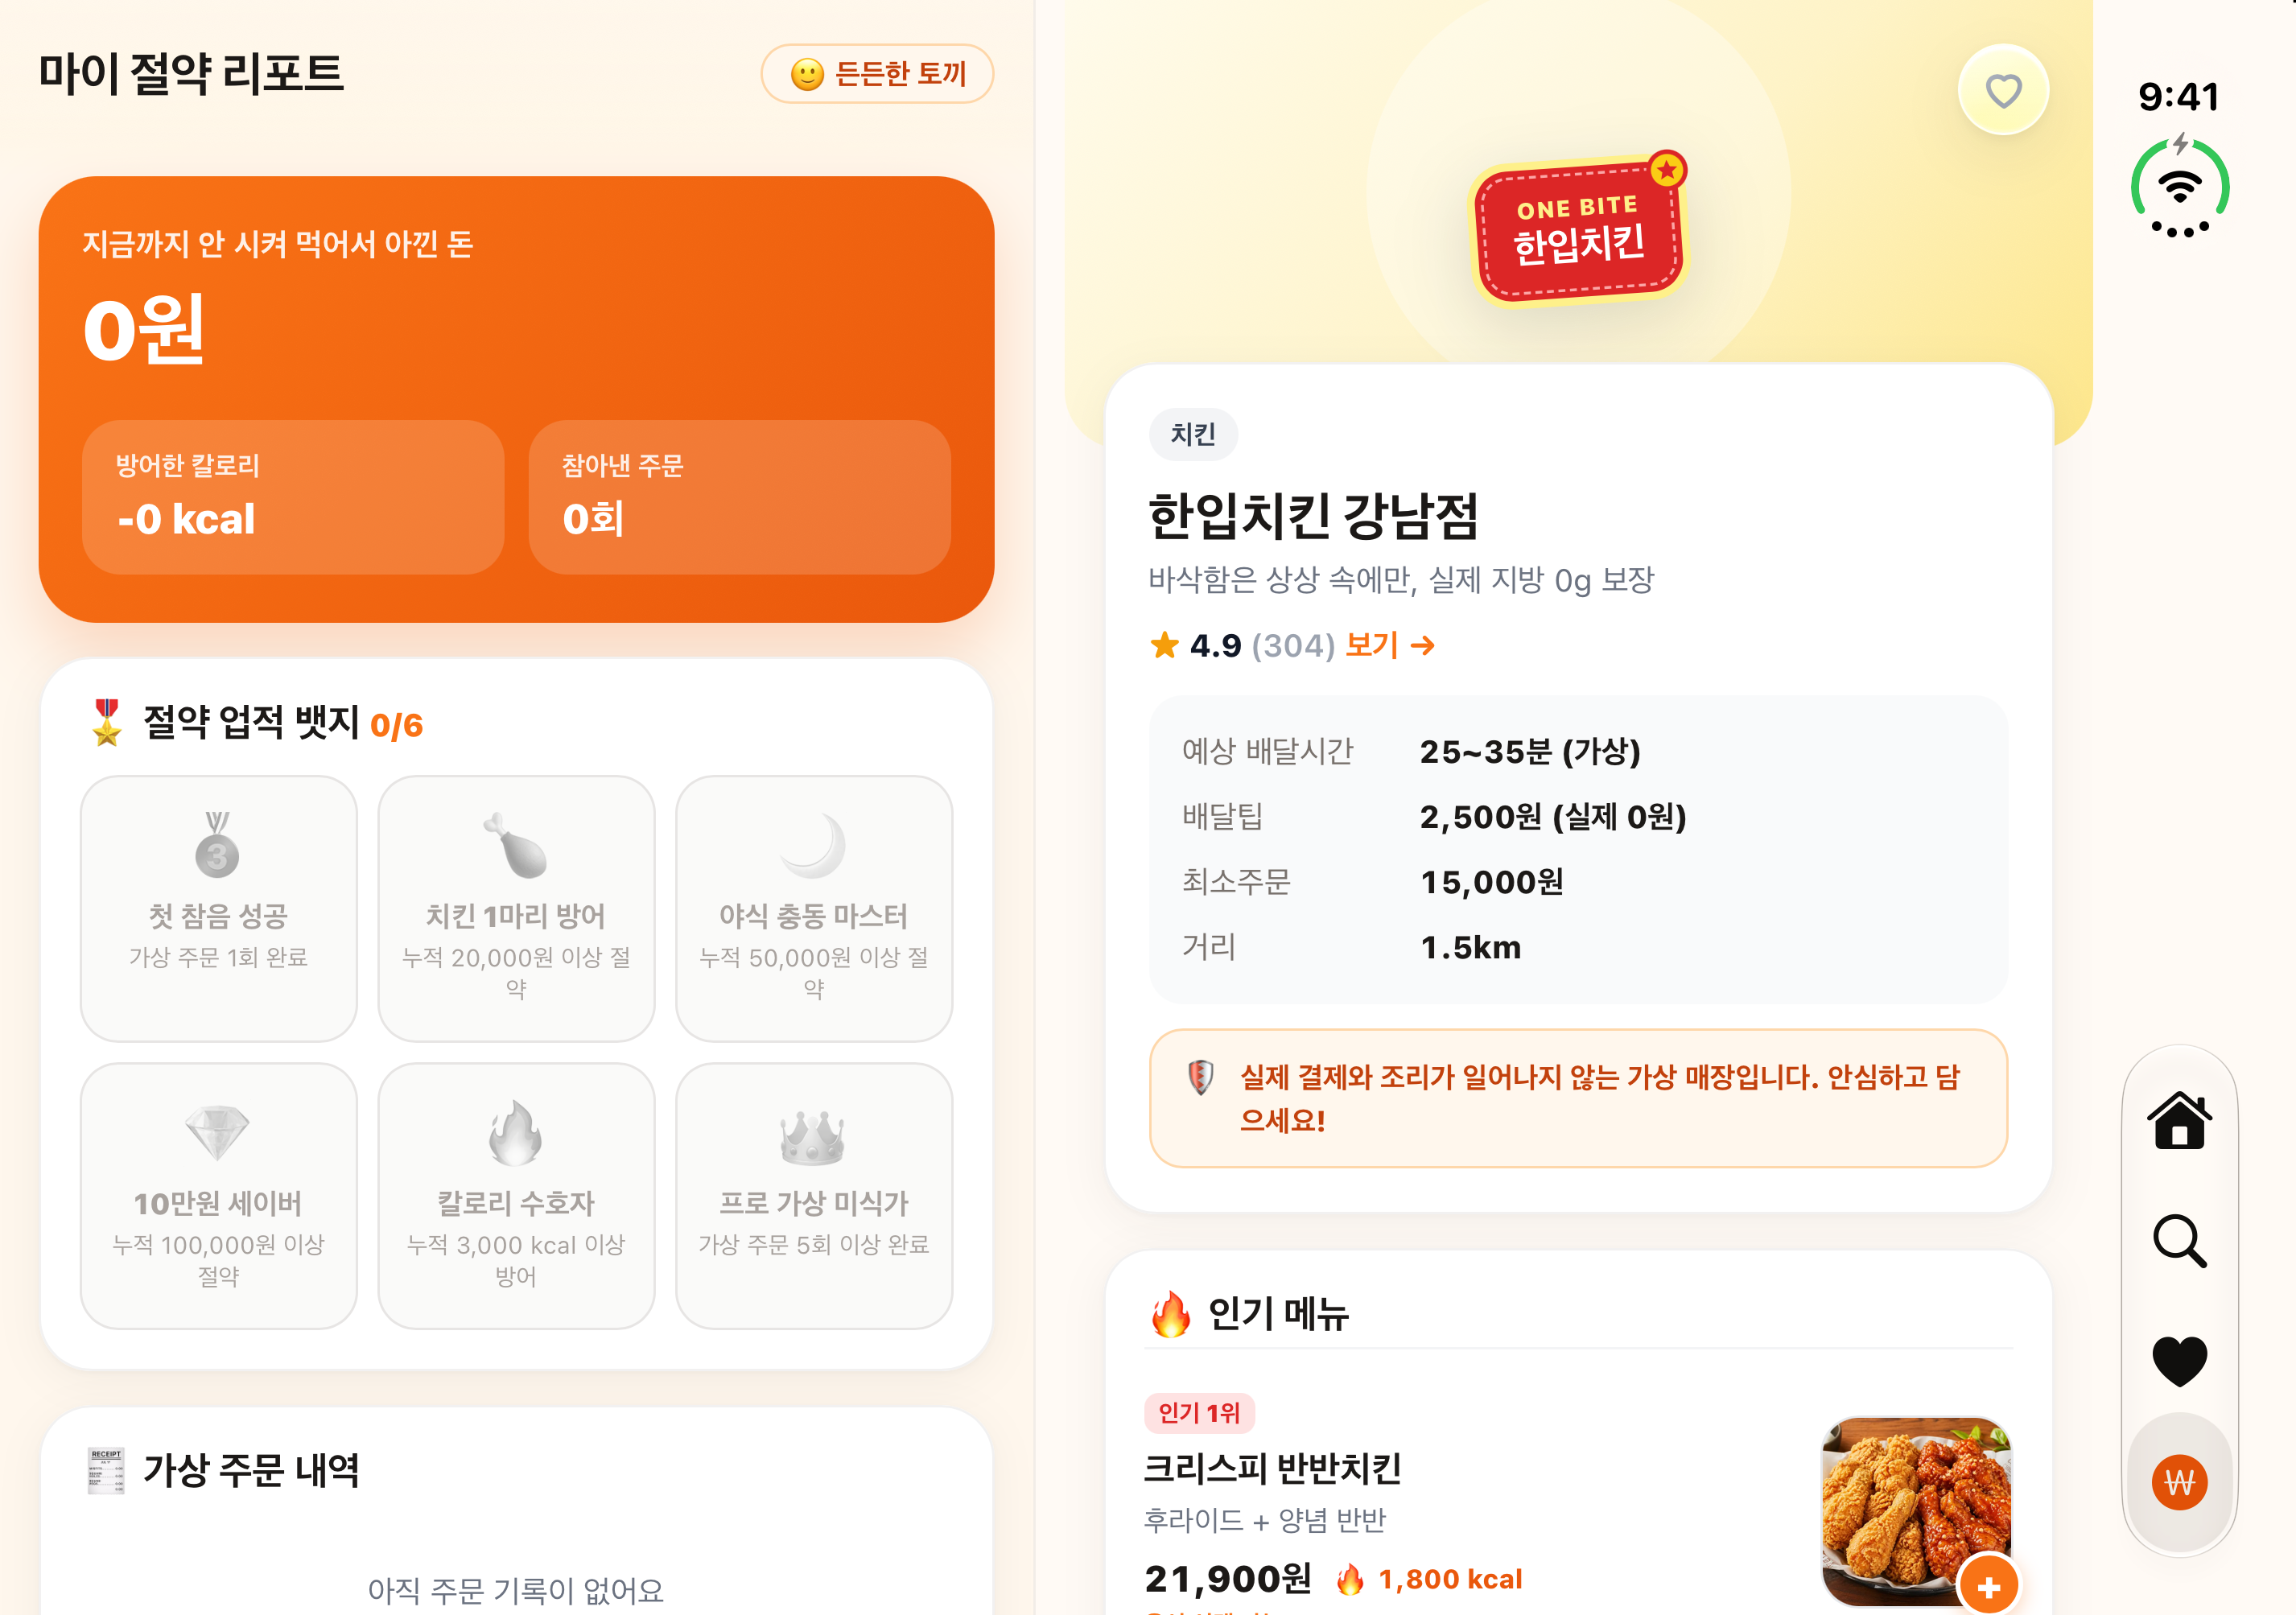 마이 절약 리포트
든든한 토끼
지금까지 안 시켜 먹어서 아낀 돈
0원
방어한 칼로리
-0 kcal
참아낸 주문
0회
절약 업적 뱃지 0/6
3
첫 참음 성공
가상 주문 1회 완료
치킨 1마리 방어
누적 20,000원 이상 절
약
야식 충동 마스터
누적 50,000원 이상 절
약
10만원 세이버
누적 100,000원 이상
절약
칼로리 수호자
누적 3,000 kcal 이상
방어
프로 가상 미식가
가상 주문 5회 이상 완료
RECEIPT
가상 주문 내역
아직 주문 기록이 없어요
ONE BITE
한입치킨
치킨
한입치킨 강남점
바삭함은 상상 속에만, 실제 지방 0g 보장
4.9 (304) 보기 →
예상 배달시간 25~35분 (가상)
배달팁 2,500원 (실제 0원)
최소주문 15,000원
거리 1.5km
실제 결제와 조리가 일어나지 않는 가상 매장입니다. 안심하고 담
으세요!
인기 메뉴
인기 1위
크리스피 반반치킨
후라이드 + 양념 반반
21,900원 1,800 kcal
9:41
₩